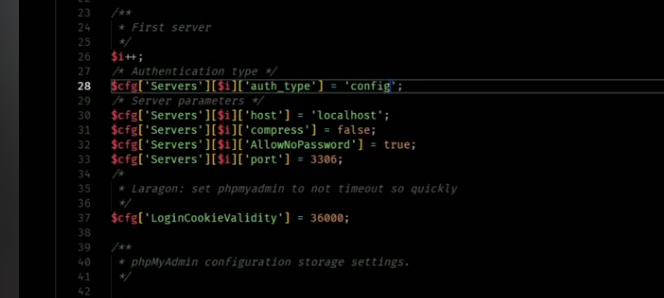 23 /**
24  * First server
25  */
26 $i++;
27 /* Authentication type */
28 $cfg['Servers'][$i]['auth_type'] = 'config';
29 /* Server parameters */
30 $cfg['Servers'][$i]['host'] = 'localhost';
31 $cfg['Servers'][$i]['compress'] = false;
32 $cfg['Servers'][$i]['AllowNoPassword'] = true;
33 $cfg['Servers'][$i]['port'] = 3306;
34 /*
35  * Laragon: set phpmyadmin to not timeout so quickly
36  */
37 $cfg['LoginCookieValidity'] = 36000;
38
39 /**
40  * phpMyAdmin configuration storage settings.
41  */
42